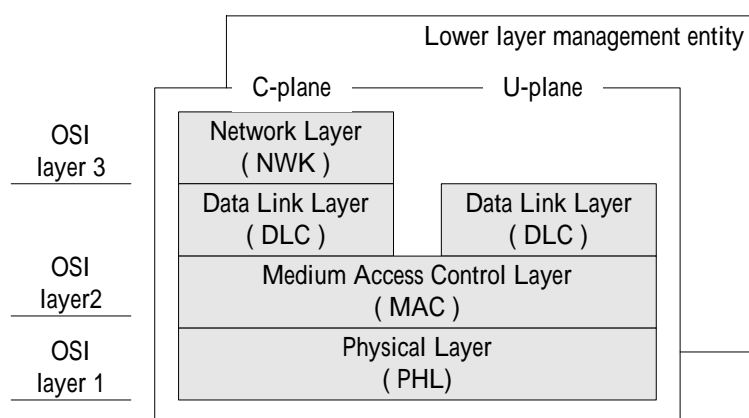 Lower layer management entity
C-plane
U-plane
OSI
layer 3
Network Layer
( NWK )
Data Link Layer
( DLC )
Data Link Layer
( DLC )
OSI
layer2
Medium Access Control Layer
( MAC )
OSI
layer 1
Physical Layer
( PHL)